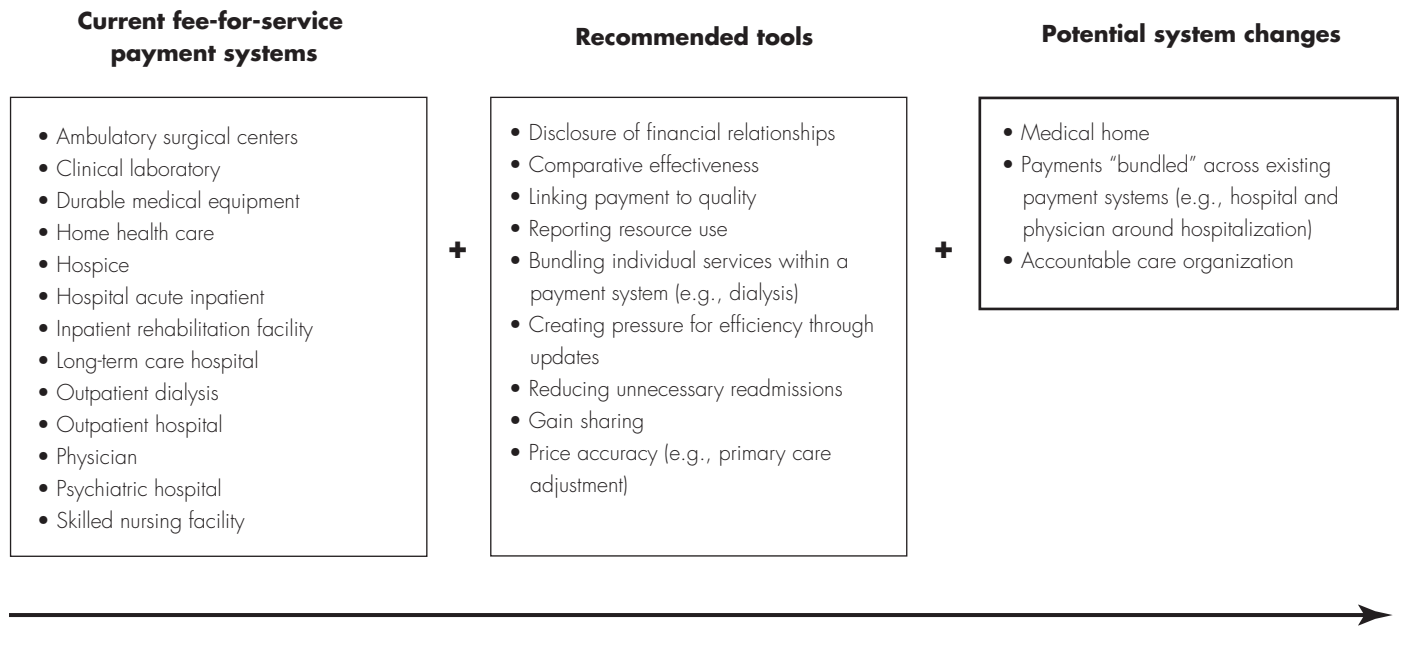 Current fee-for-service
payment systems
• Ambulatory surgical centers
• Clinical laboratory
• Durable medical equipment
• Home health care
• Hospice
• Hospital acute inpatient
• Inpatient rehabilitation facility
• Long-term care hospital
• Outpatient dialysis
• Outpatient hospital
• Physician
• Psychiatric hospital
• Skilled nursing facility
+
Recommended tools
• Disclosure of financial relationships
• Comparative effectiveness
• Linking payment to quality
• Reporting resource use
• Bundling individual services within a
payment system (e.g., dialysis)
• Creating pressure for efficiency through
updates
• Reducing unnecessary readmissions
• Gain sharing
• Price accuracy (e.g., primary care
adjustment)
+
Potential system changes
• Medical home
• Payments “bundled” across existing
payment systems (e.g., hospital and
physician around hospitalization)
• Accountable care organization